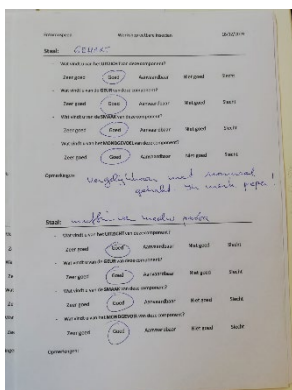 28/12/2018
Staal: GEHAKT
- Wat vindt u van het UITZICHT van deze component?
Zeer goed Goed Aanvaardbaar Niet goed Slecht
- Wat vindt u van de GEUR van deze component?
Zeer goed Goed Aanvaardbaar Niet goed Slecht
- Wat vindt u van de SMAAK van deze component?
Zeer goed Goed Aanvaardbaar Niet goed Slecht
- Wat vindt u van het MONDGEVOEL van deze component?
Zeer goed Goed Aanvaardbaar Niet goed Slecht
Opmerkingen: Vergelijkbaar met normaal
gehakt
Staal:
- Wat vindt u van het UITZICHT van deze component?
Zeer goed Goed Aanvaardbaar Niet goed Slecht
- Wat vindt u van de GEUR van deze component?
Zeer goed Goed Aanvaardbaar Niet goed Slecht
- Wat vindt u van de SMAAK van deze component?
Zeer goed Goed Aanvaardbaar Niet goed Slecht
- Wat vindt u van het MONDGEVOEL van deze component?
Zeer goed Goed Aanvaardbaar Niet goed Slecht
Opmerkingen: